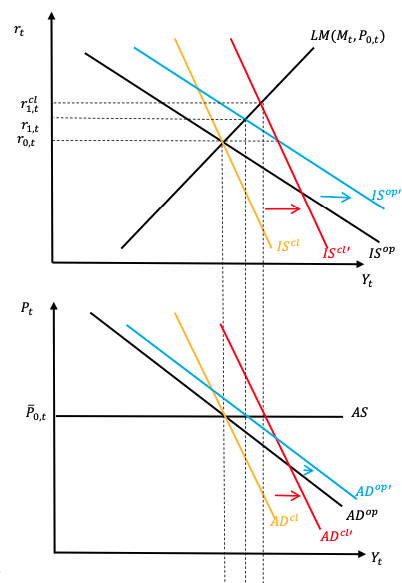 r_t
LM(M_t, P_{0,t})
r^{cl}_{1,t}
r_{1,t}
r_{0,t}
IS^{op'}
IS^{cl}
IS^{cl'}
IS^{op}
Y_t
P_t
P̄_{0,t}
AS
AD^{op'}
AD^{op}
AD^{cl}
AD^{cl'}
Y_t